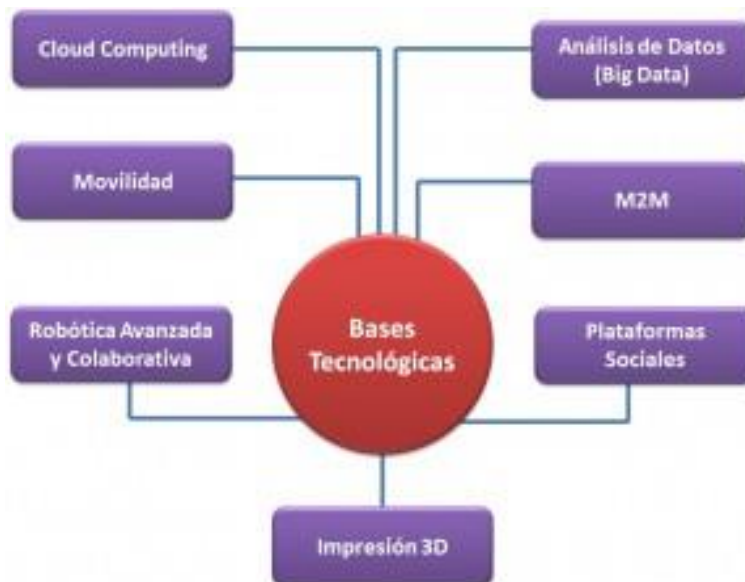 Cloud Computing
Análisis de Datos
(Big Data)
Movilidad
M2M
Bases
Tecnológicas
Robótica Avanzada
y Colaborativa
Plataformas
Sociales
Impresión 3D